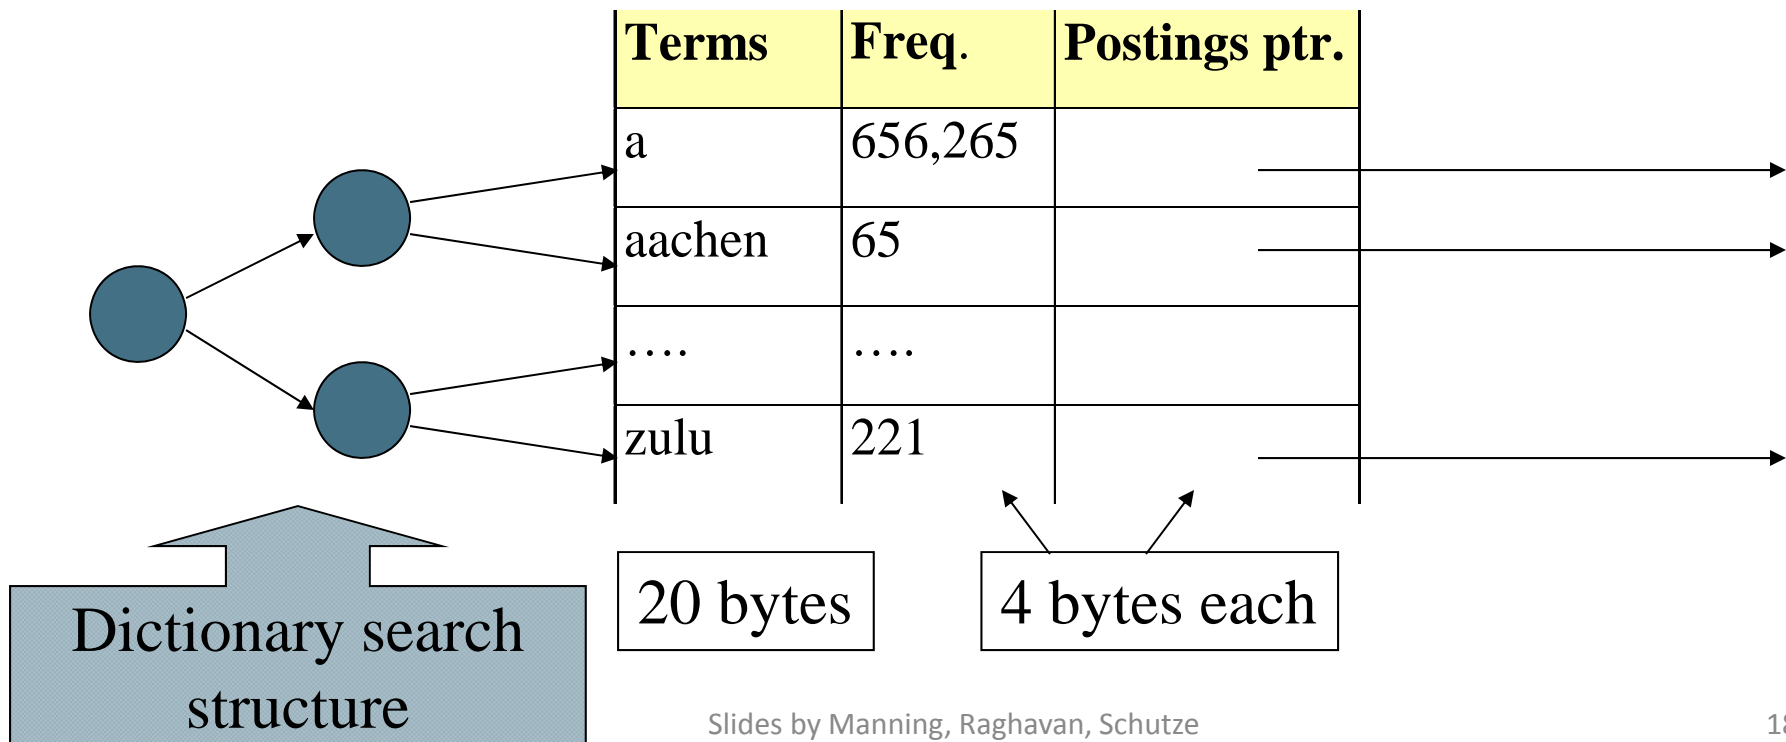 Terms Freq. Postings ptr.
a 656,265
aachen 65
…. ….
zulu 221
20 bytes 4 bytes each
Dictionary search
structure
Slides by Manning, Raghavan, Schutze 18